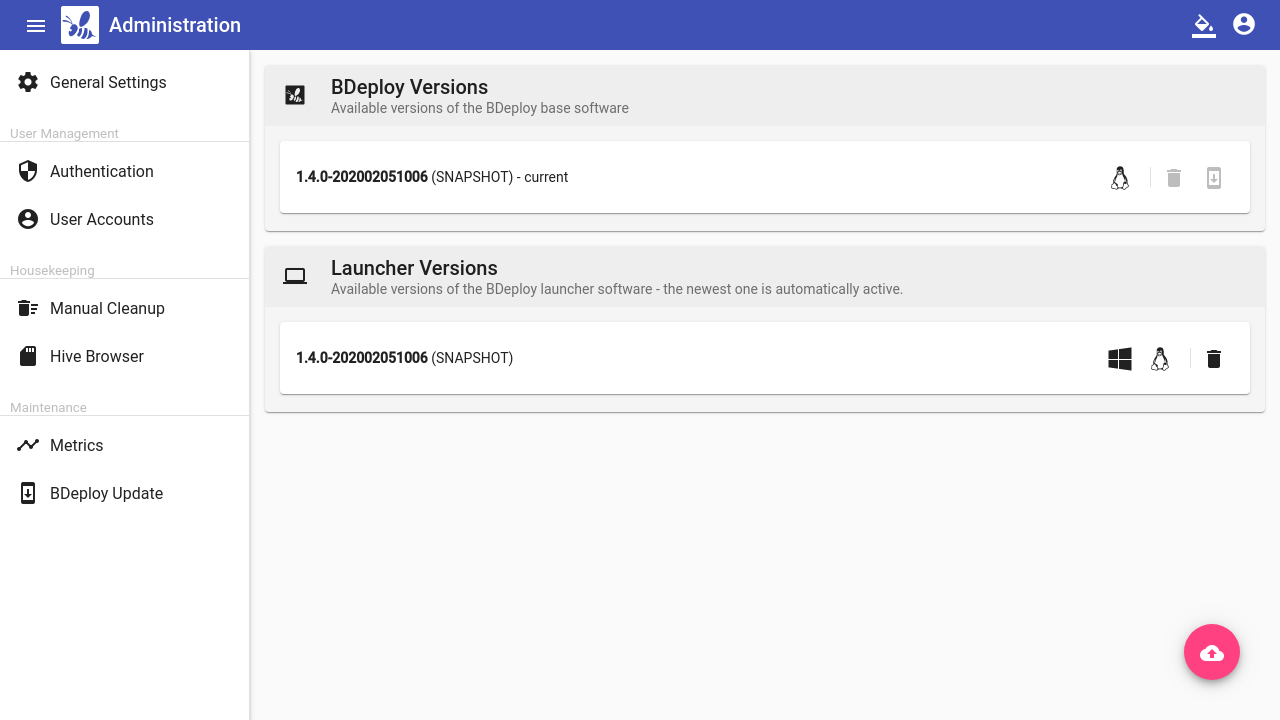 Administration
General Settings
User Management
Authentication
User Accounts
Housekeeping
Manual Cleanup
Hive Browser
Maintenance
Metrics
BDeploy Update
BDeploy Versions
Available versions of the BDeploy base software
1.4.0-202002051006 (SNAPSHOT) - current
Launcher Versions
Available versions of the BDeploy launcher software - the newest one is automatically active.
1.4.0-202002051006 (SNAPSHOT)